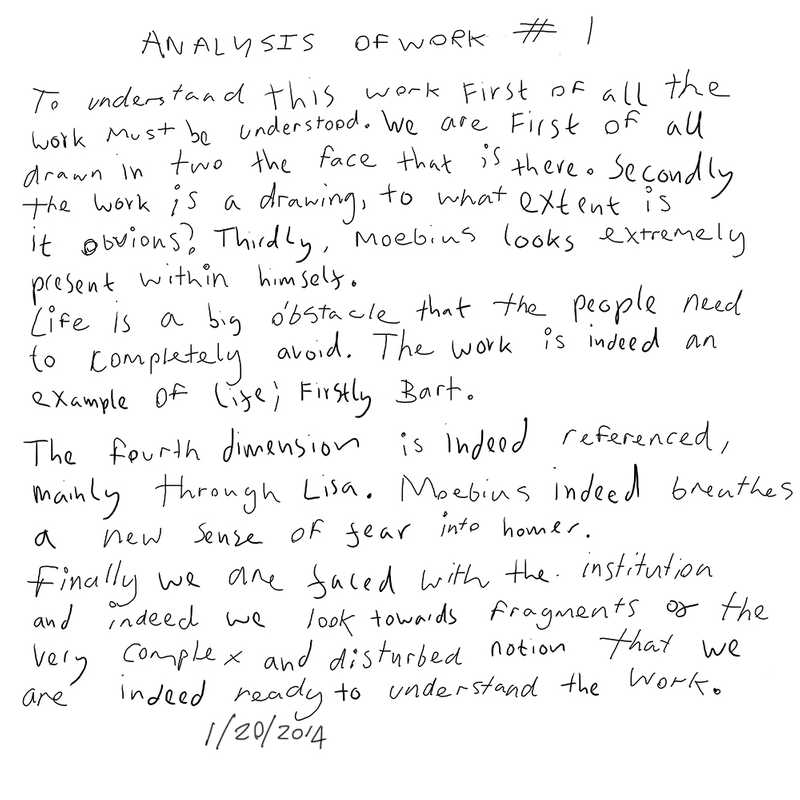 ANALYSIS OF WORK # 1
To understand this work First of all the
work must be understood. We are First of all
drawn in two the face that is there. Secondly
the work is a drawing, to what extent is
it obvious? Thirdly, Moebius looks extremely
present within himself.
Life is a big obstacle that the people need
to completely avoid. The work is indeed an
example of life; Firstly Bart.
The fourth dimension is indeed referenced,
mainly through Lisa. Moebius indeed breathes
a new sense of fear into homer.
Finally we are faced with the institution
and indeed we look towards fragments of the
very complex and disturbed notion that we
are indeed ready to understand the work.
1/20/2014